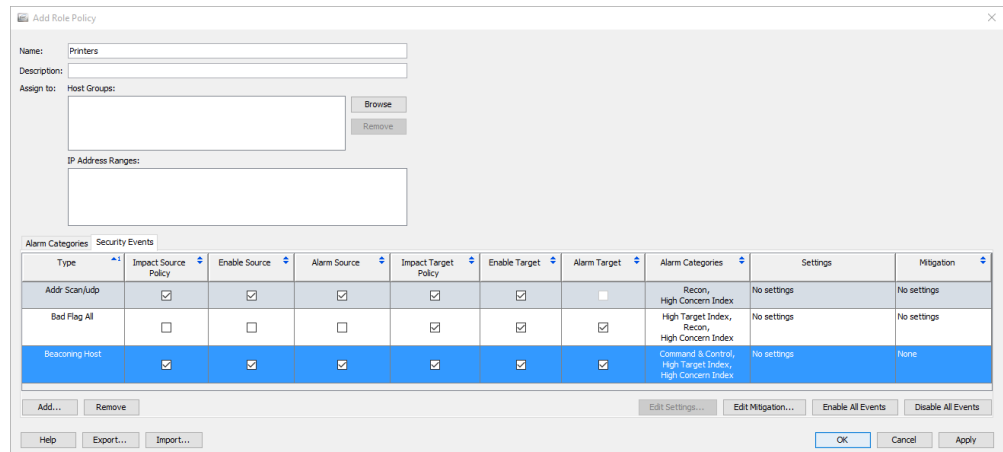 Add Role Policy
Name: Printers
Description:
Assign to: Host Groups:
Browse
Remove
IP Address Ranges:
Alarm Categories Security Events
Type 1 Impact Source Policy Enable Source Alarm Source Impact Target Policy Enable Target Alarm Target Alarm Categories Settings Mitigation
Addr Scan/udp Recon, High Concern Index No settings No settings
Bad Flag All High Target Index, Recon, High Concern Index No settings No settings
Beaconing Host Command & Control, High Target Index, High Concern Index No settings None
Add... Remove Edit Settings... Edit Mitigation... Enable All Events Disable All Events
Help Export... Import... OK Cancel Apply